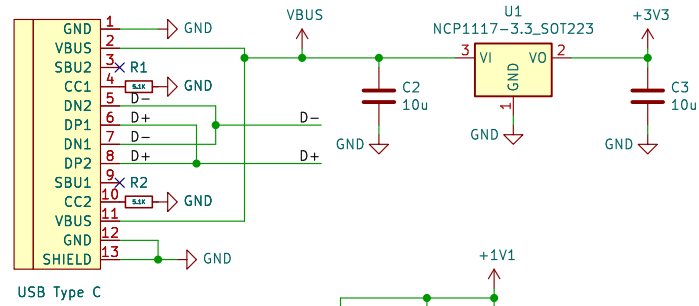 GND 1 GND
VBUS 2
SBU2 3 R1
CC1 4 5.1K GND
DN2 5 D-
DP1 6 D+
DN1 7 D- D-
DP2 8 D+ D+
SBU1 9 R2
CC2 10 5.1K GND
VBUS 11
GND 12
SHIELD 13 GND
USB Type C
VBUS
C2
10u
GND
U1
NCP1117-3.3_SOT223
3 VI VO 2
GND
1
GND
+3V3
C3
10u
GND
+1V1